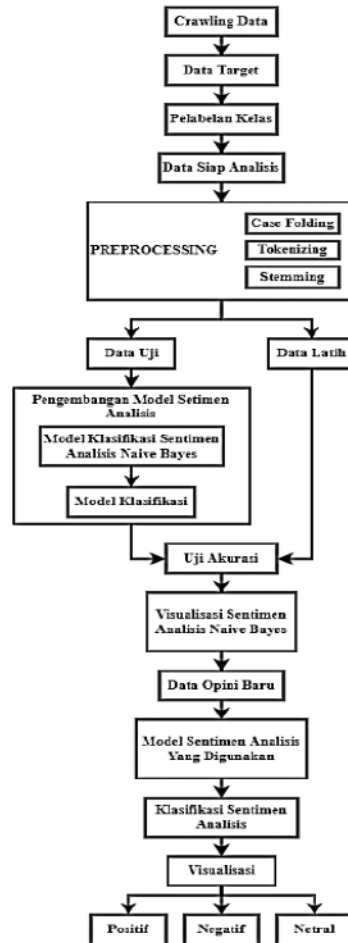 Crawling Data
Data Target
Pelabelan Kelas
Data Siap Analisis
PREPROCESSING
Case Folding
Tokenizing
Stemming
Data Uji
Data Latih
Pengembangan Model Setimen
Analisis
Model Klasifikasi Sentimen
Analisis Naive Bayes
Model Klasifikasi
Uji Akurasi
Visualisasi Sentimen
Analisis Naive Bayes
Data Opini Baru
Model Sentimen Analisis
Yang Digunakan
Klasifikasi Sentimen
Analisis
Visualisasi
Positif
Negatif
Netral